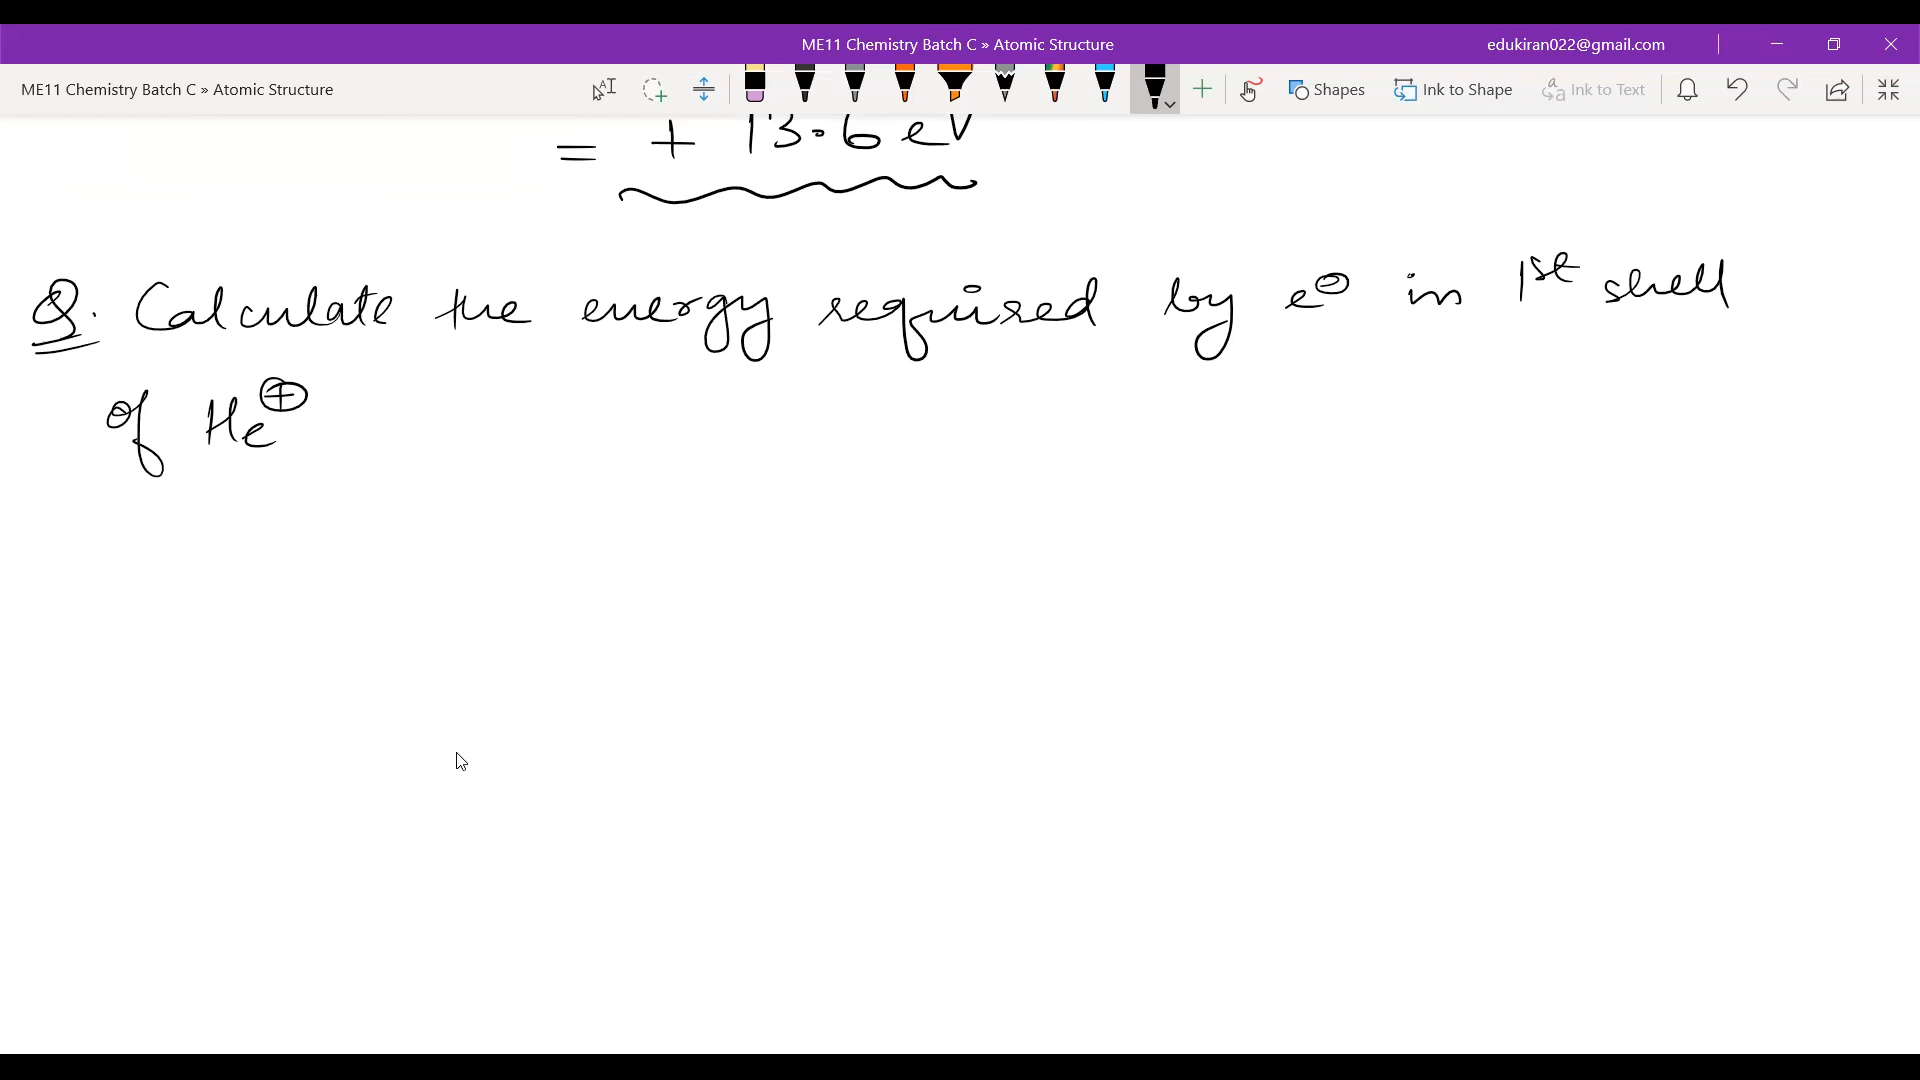 ME11 Chemistry Batch C » Atomic Structure
edukiran022@gmail.com
ME11 Chemistry Batch C » Atomic Structure
Shapes
Ink to Shape
Ink to Text
= + 13.6 eV
Q. Calculate the energy required by e⊖ in 1st shell
of He⊕